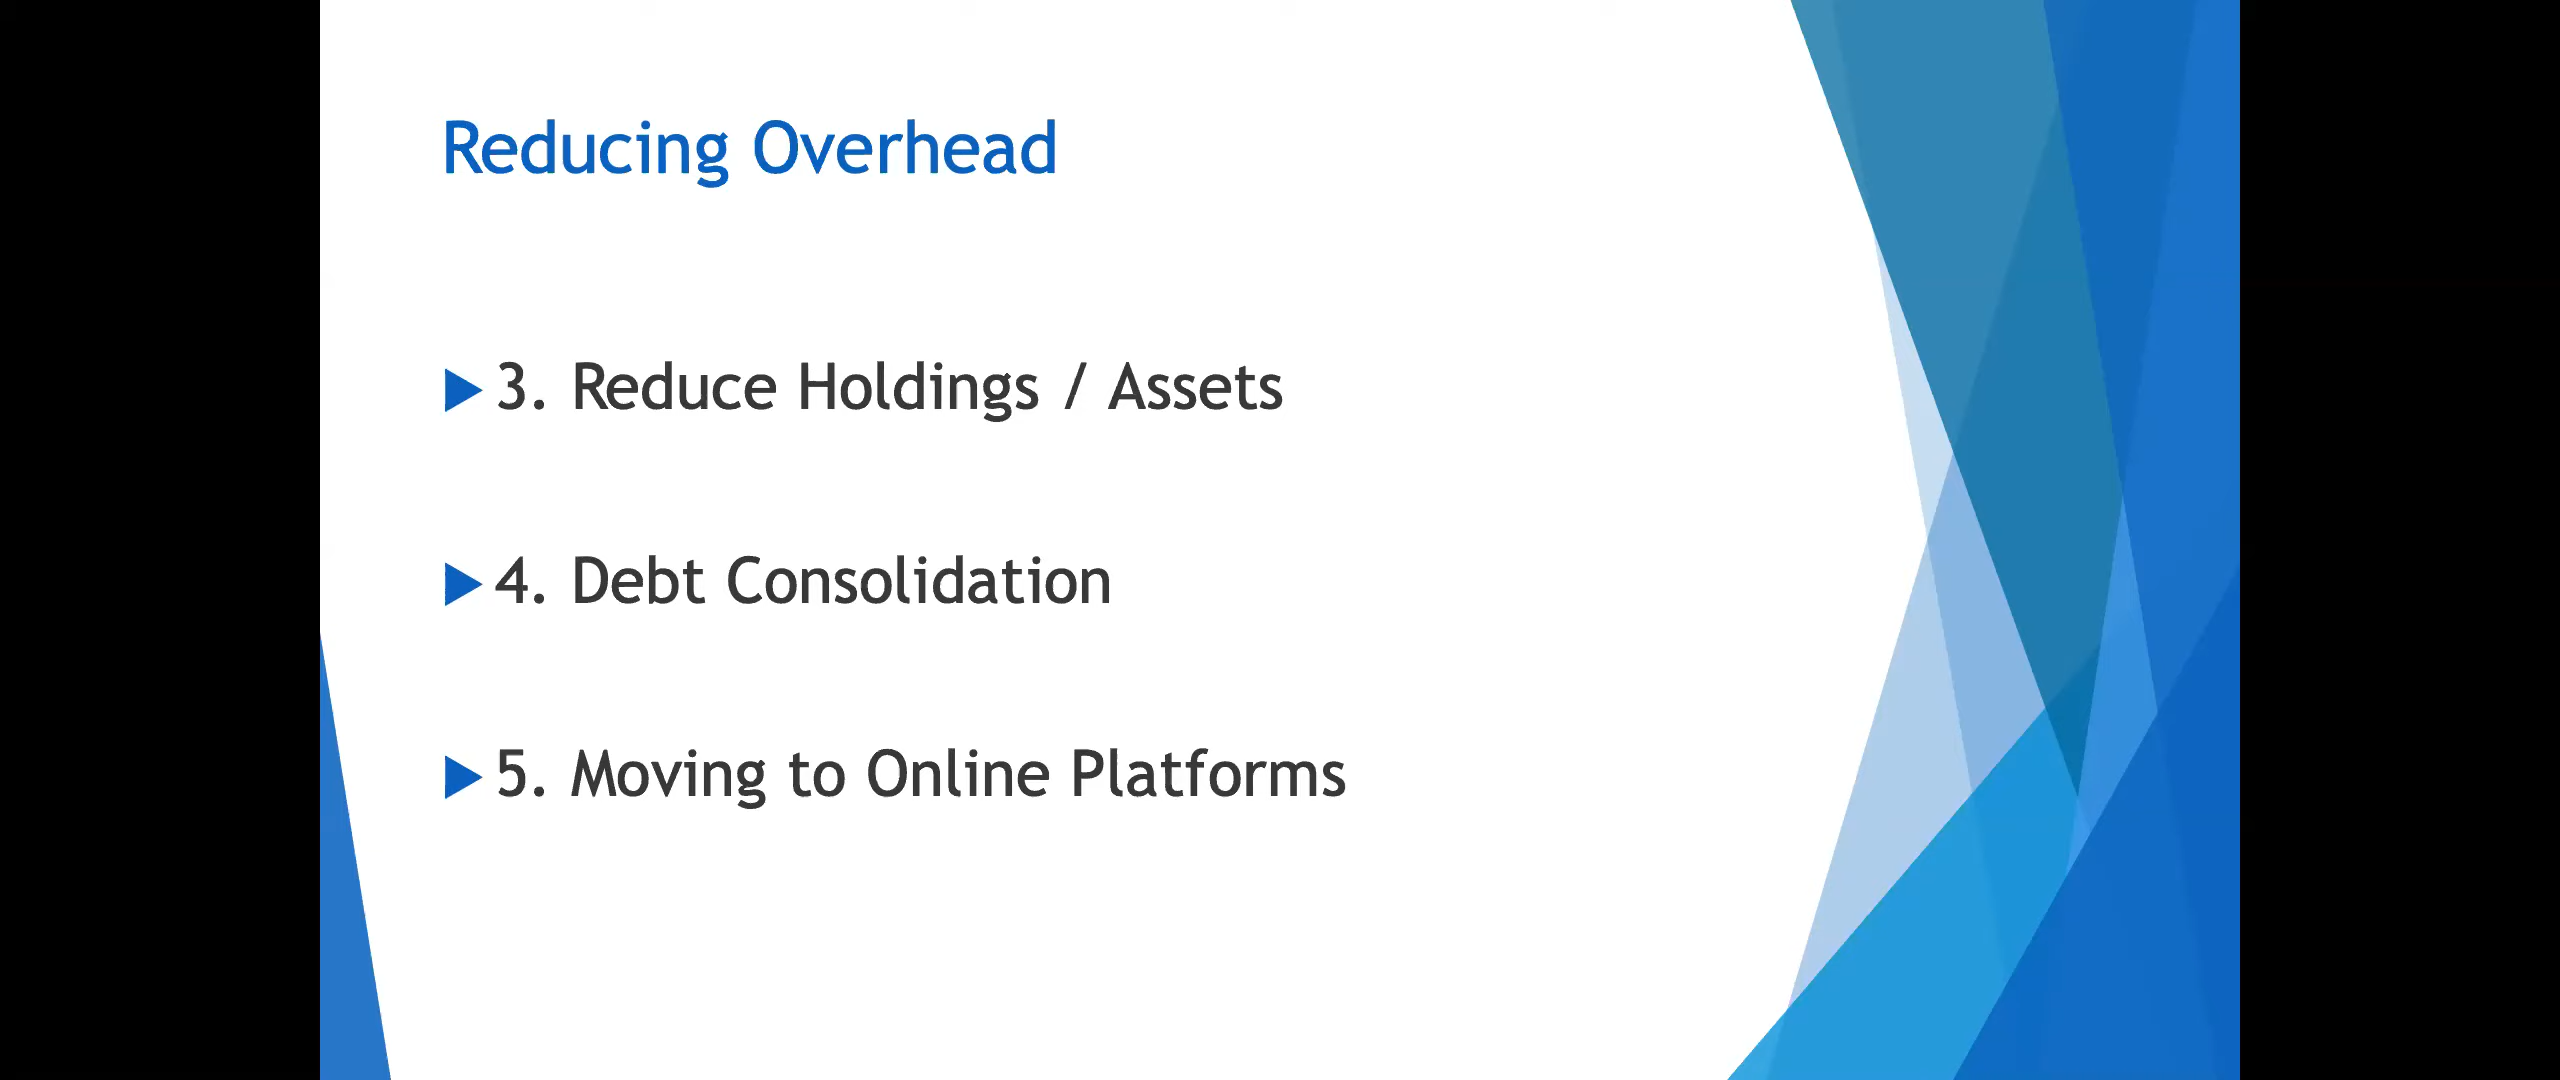 Reducing Overhead
3. Reduce Holdings / Assets
4. Debt Consolidation
5. Moving to Online Platforms